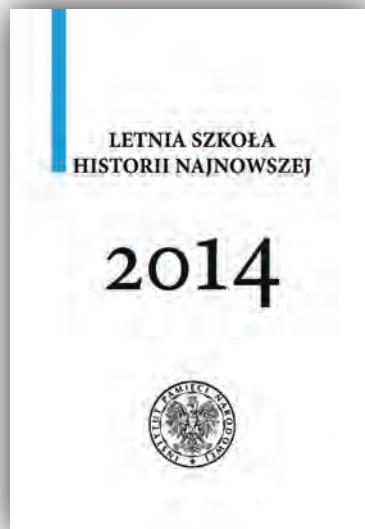 LETNIA SZKOŁA
HISTORII NAJNOWSZEJ
2014
INSTYTUT PAMIĘCI NARODOWEJ